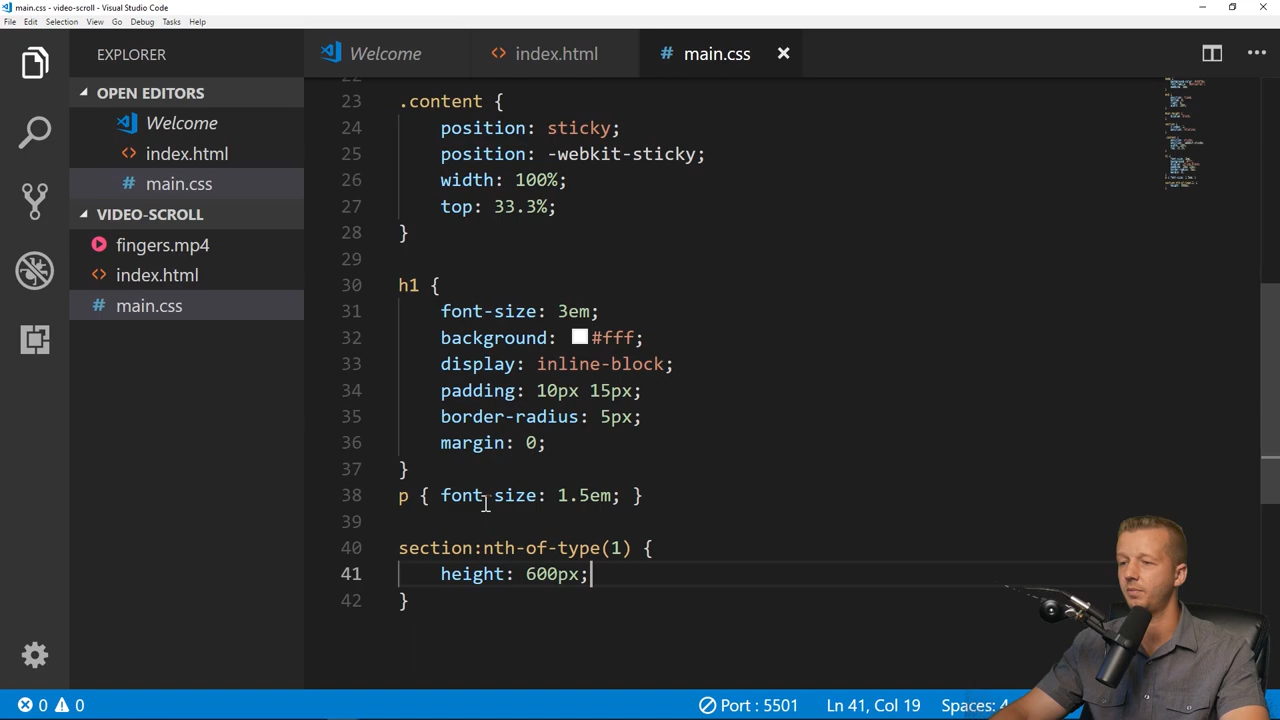 main.css - video-scroll - Visual Studio Code
File Edit Selection View Go Debug Tasks Help
EXPLORER
Welcome index.html # main.css
OPEN EDITORS
Welcome
index.html
# main.css
VIDEO-SCROLL
fingers.mp4
index.html
# main.css
22
23 .content {
24 position: sticky;
25 position: -webkit-sticky;
26 width: 100%;
27 top: 33.3%;
28 }
29
30 h1 {
31 font-size: 3em;
32 background: #fff;
33 display: inline-block;
34 padding: 10px 15px;
35 border-radius: 5px;
36 margin: 0;
37 }
38 p { font-size: 1.5em; }
39
40 section:nth-of-type(1) {
41 height: 600px;
42 }
0 0 Port : 5501 Ln 41, Col 19 Spaces: 4